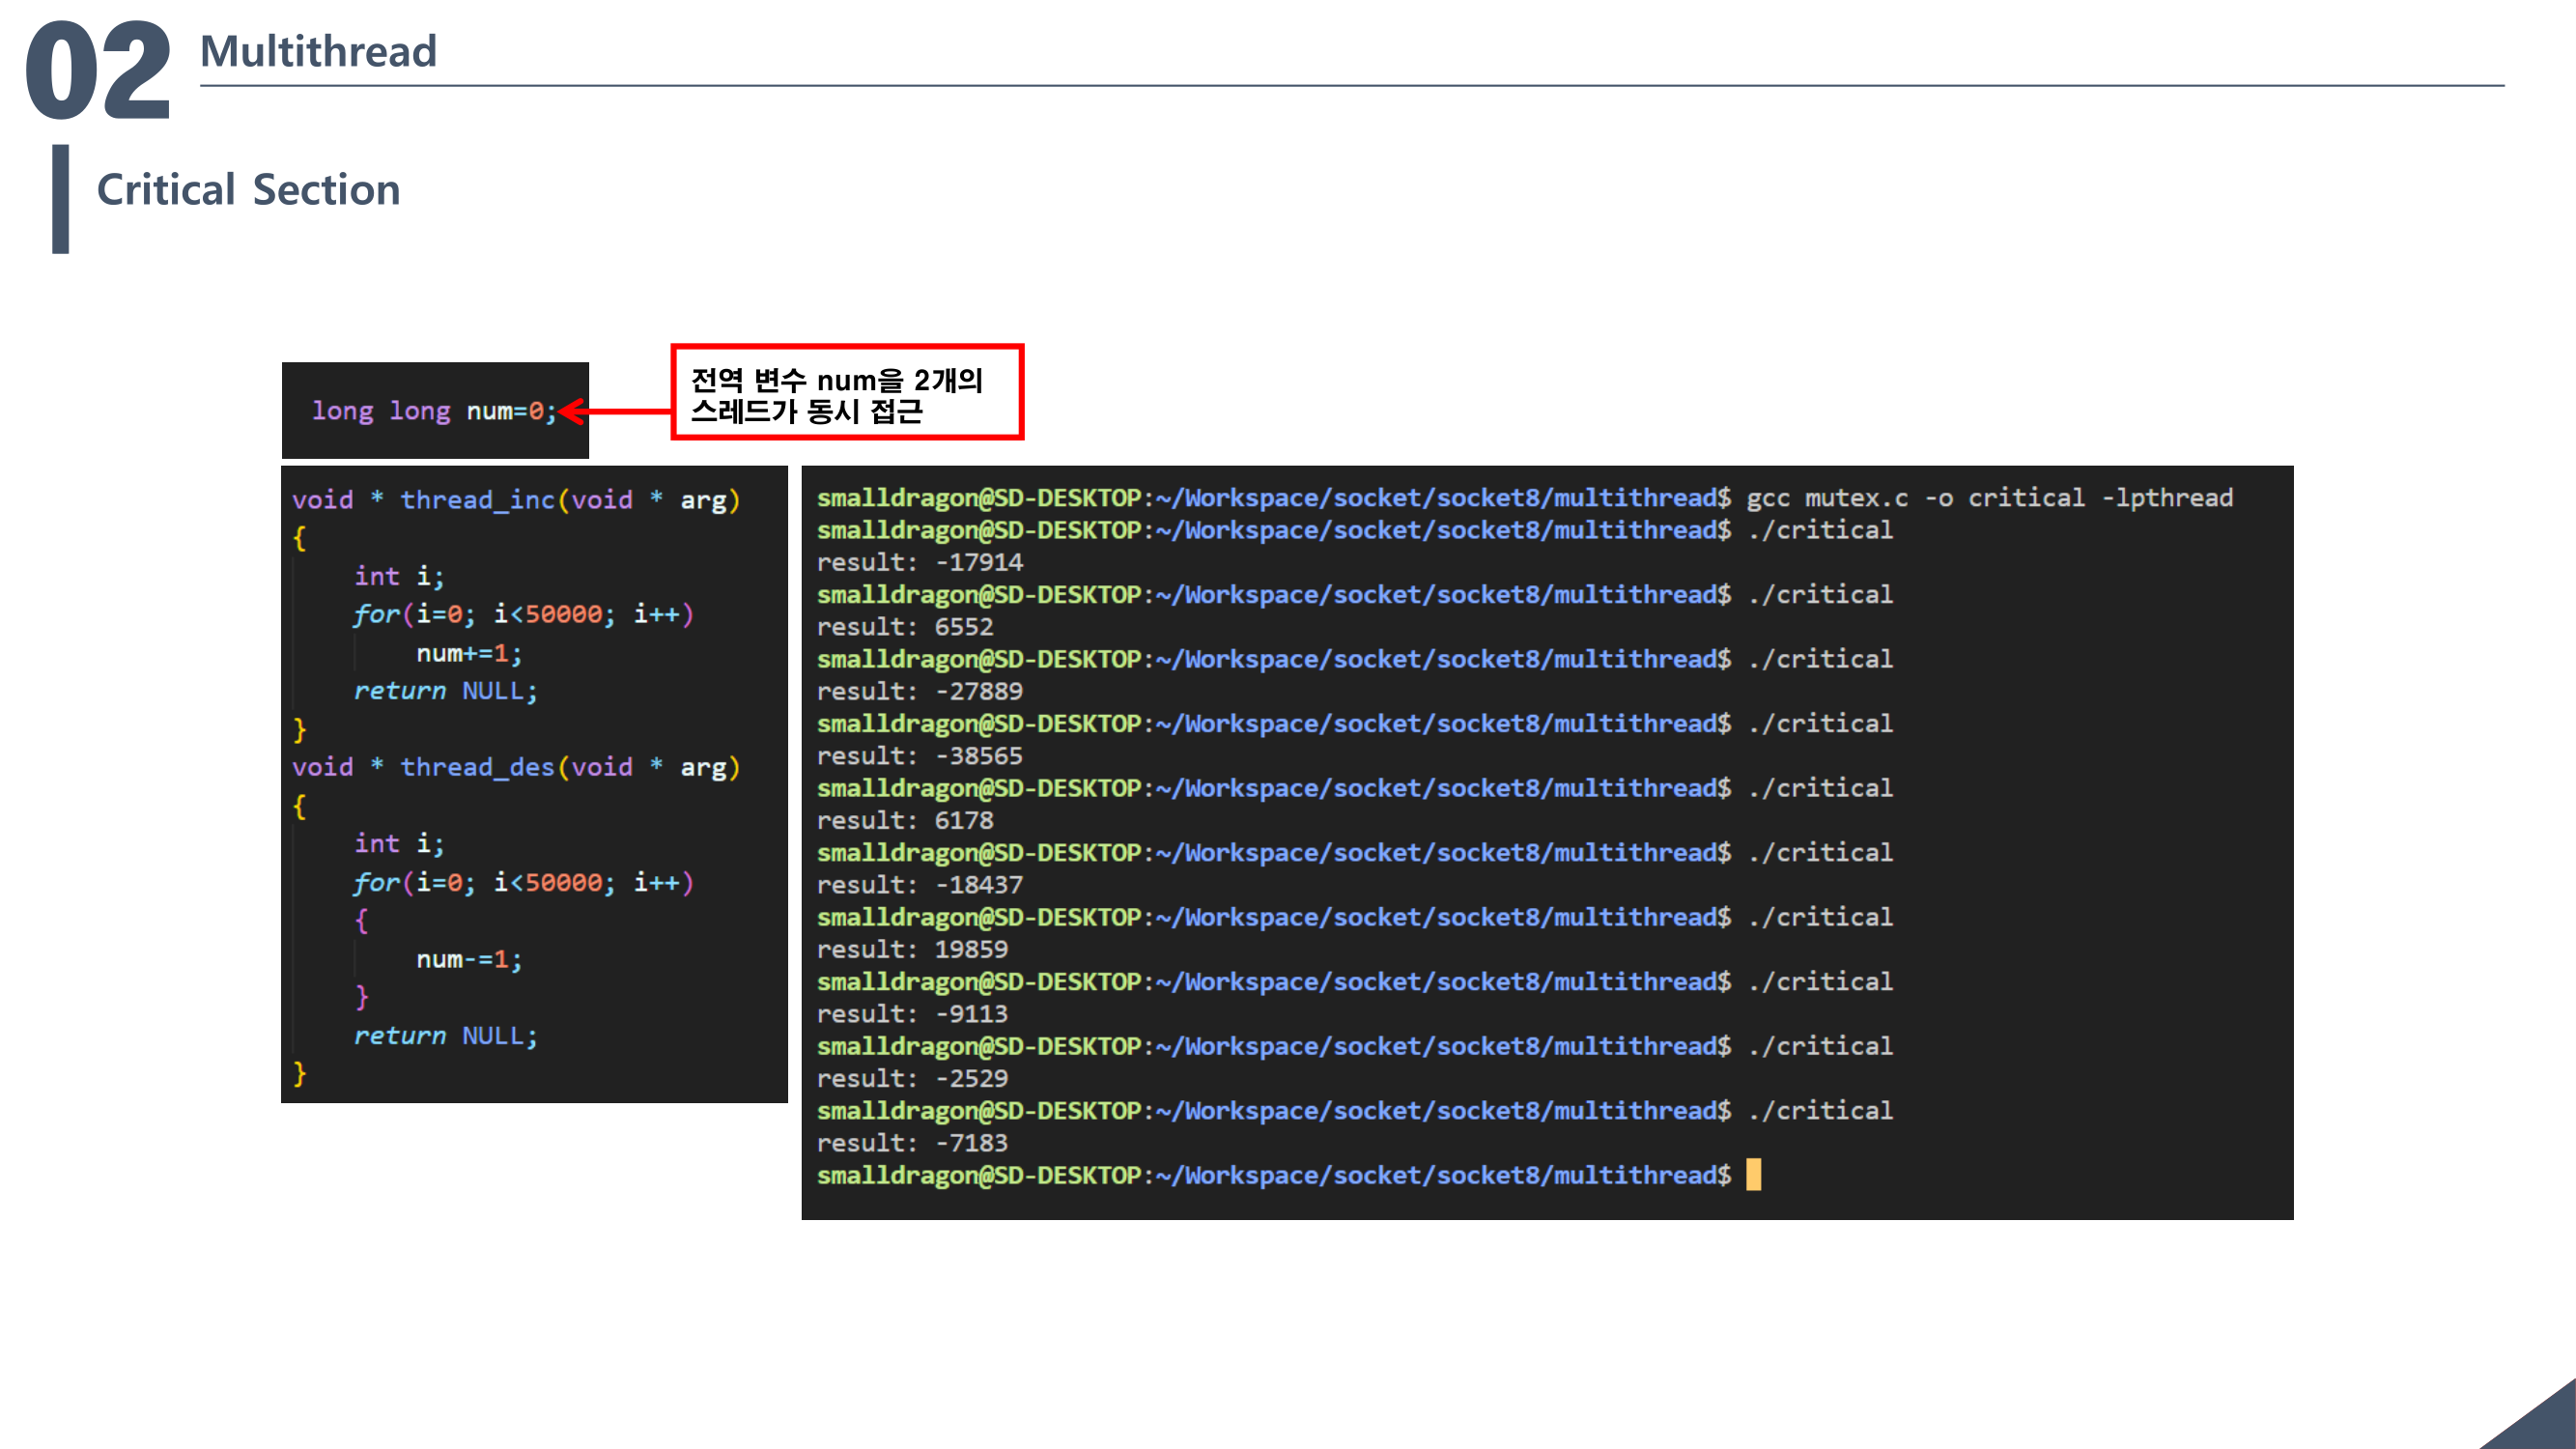 02
Multithread
Critical Section
long long num=0;
전역 변수 num을 2개의
스레드가 동시 접근
void * thread_inc(void * arg)
{
    int i;
    for(i=0; i<50000; i++)
        num+=1;
    return NULL;
}
void * thread_des(void * arg)
{
    int i;
    for(i=0; i<50000; i++)
    {
        num-=1;
    }
    return NULL;
}
smalldragon@SD-DESKTOP:~/Workspace/socket/socket8/multithread$ gcc mutex.c -o critical -lpthread
smalldragon@SD-DESKTOP:~/Workspace/socket/socket8/multithread$ ./critical
result: -17914
smalldragon@SD-DESKTOP:~/Workspace/socket/socket8/multithread$ ./critical
result: 6552
smalldragon@SD-DESKTOP:~/Workspace/socket/socket8/multithread$ ./critical
result: -27889
smalldragon@SD-DESKTOP:~/Workspace/socket/socket8/multithread$ ./critical
result: -38565
smalldragon@SD-DESKTOP:~/Workspace/socket/socket8/multithread$ ./critical
result: 6178
smalldragon@SD-DESKTOP:~/Workspace/socket/socket8/multithread$ ./critical
result: -18437
smalldragon@SD-DESKTOP:~/Workspace/socket/socket8/multithread$ ./critical
result: 19859
smalldragon@SD-DESKTOP:~/Workspace/socket/socket8/multithread$ ./critical
result: -9113
smalldragon@SD-DESKTOP:~/Workspace/socket/socket8/multithread$ ./critical
result: -2529
smalldragon@SD-DESKTOP:~/Workspace/socket/socket8/multithread$ ./critical
result: -7183
smalldragon@SD-DESKTOP:~/Workspace/socket/socket8/multithread$